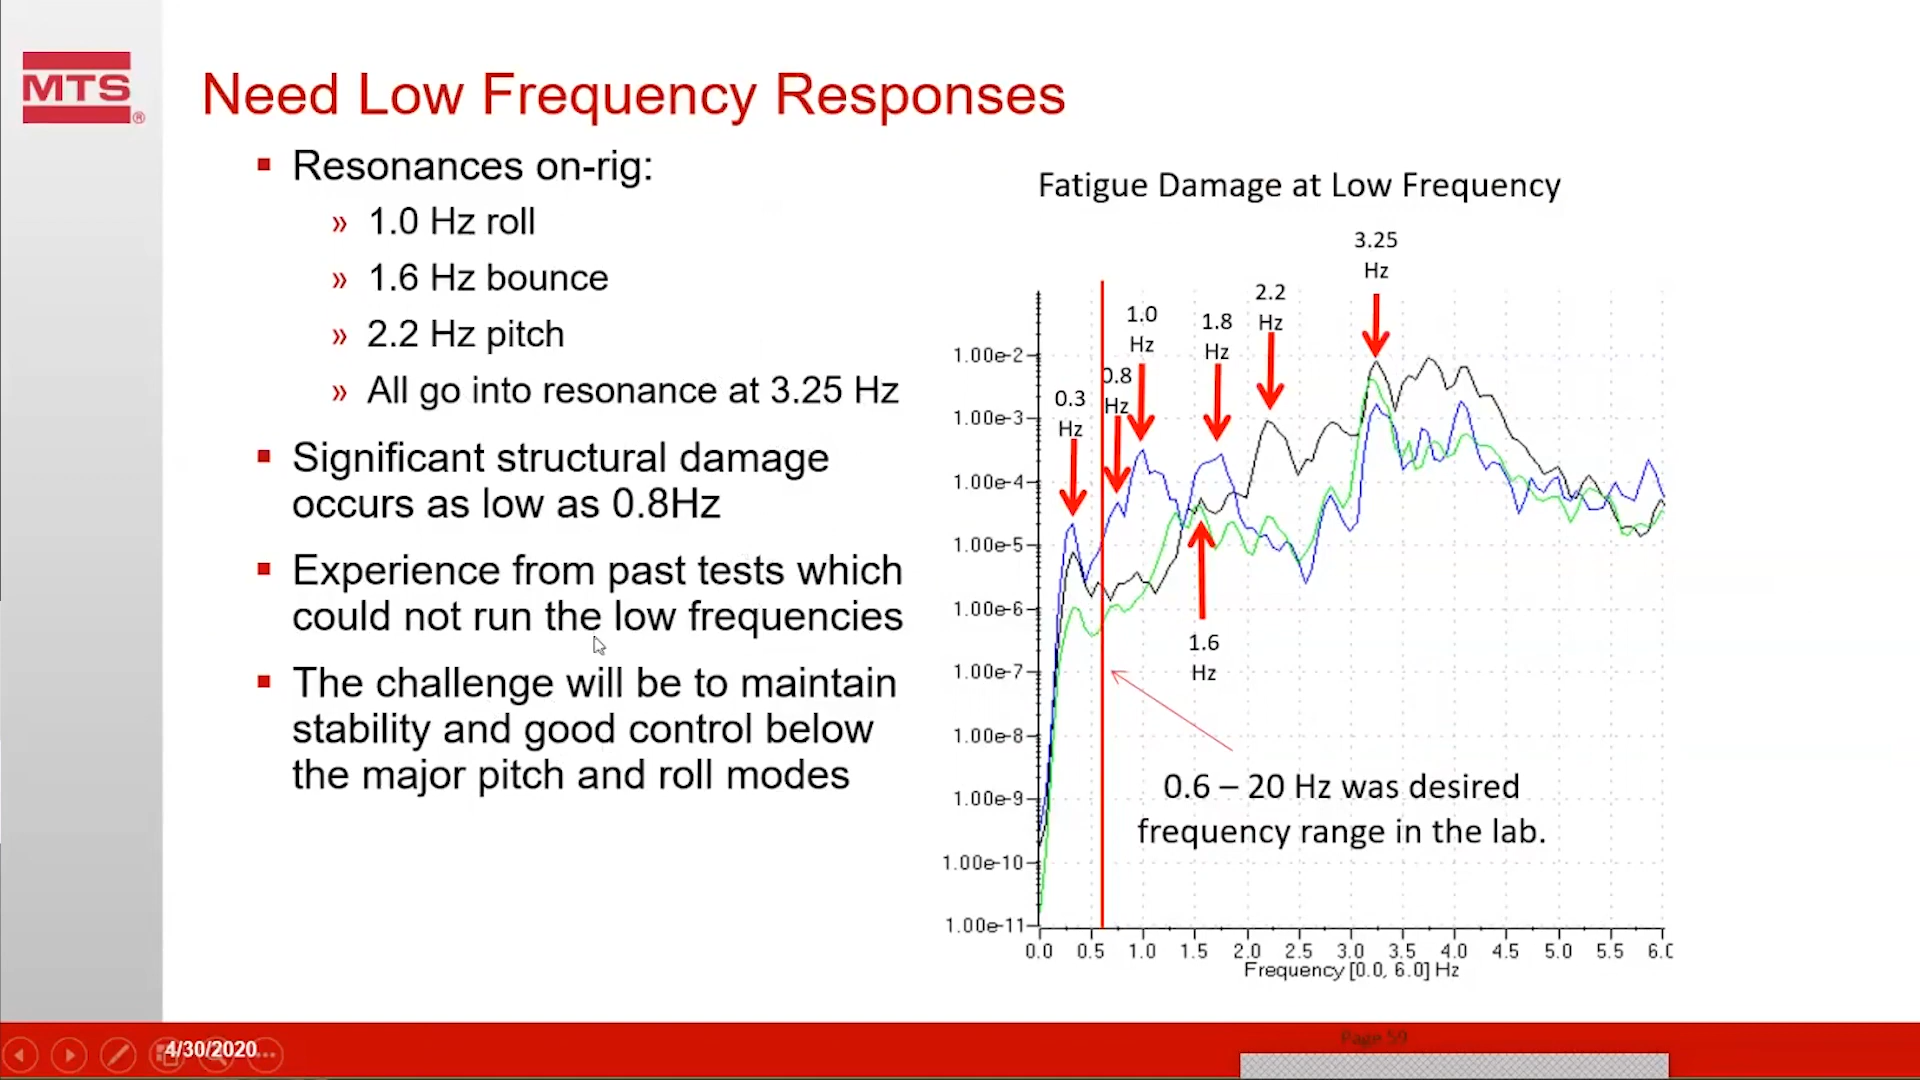 MTS®
Need Low Frequency Responses
Resonances on-rig:
» 1.0 Hz roll
» 1.6 Hz bounce
» 2.2 Hz pitch
» All go into resonance at 3.25 Hz
Significant structural damage
occurs as low as 0.8Hz
Experience from past tests which
could not run the low frequencies
The challenge will be to maintain
stability and good control below
the major pitch and roll modes
Fatigue Damage at Low Frequency
3.25
Hz
2.2
Hz
1.0
Hz
1.8
Hz
0.8
Hz
0.3
Hz
1.6
Hz
1.00e-2
1.00e-3
1.00e-4
1.00e-5
1.00e-6
1.00e-7
1.00e-8
1.00e-9
1.00e-10
1.00e-11
0.6 – 20 Hz was desired
frequency range in the lab.
0.0 0.5 1.0 1.5 2.0 2.5 3.0 3.5 4.0 4.5 5.0 5.5 6.0
Frequency [0.0, 6.0] Hz
4/30/2020
Page 59